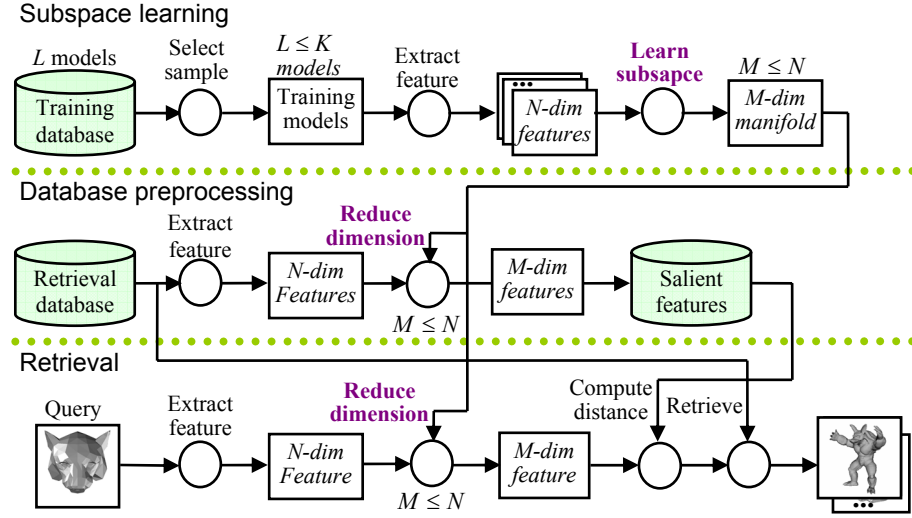 Subspace learning
L models
Training
database
Select
sample
L ≤ K
models
Training
models
Extract
feature
•••
N-dim
features
Learn
subsapce
M ≤ N
M-dim
manifold
Database preprocessing
Retrieval
database
Extract
feature
N-dim
Features
Reduce
dimension
M ≤ N
M-dim
features
Salient
features
Retrieval
Query
Extract
feature
N-dim
Feature
Reduce
dimension
M ≤ N
M-dim
feature
Compute
distance
Retrieve
•••